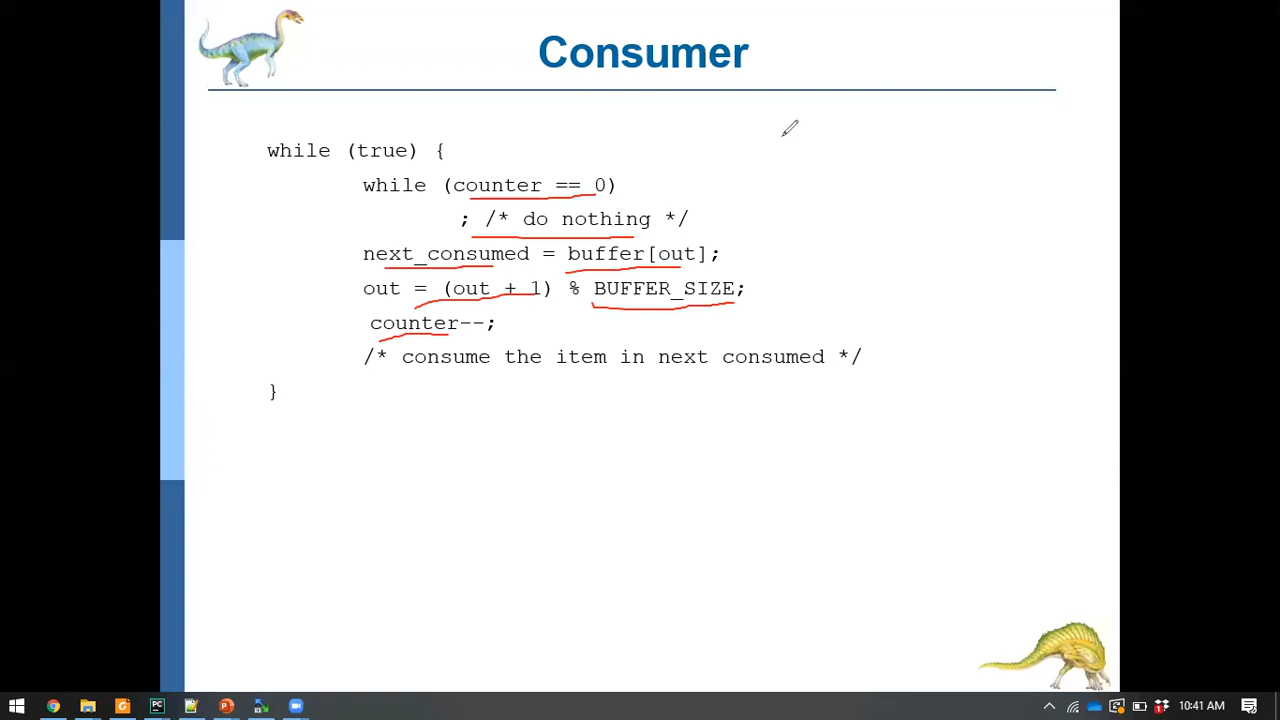 Consumer
while (true) {
while (counter == 0)
; /* do nothing */
next_consumed = buffer[out];
out = (out + 1) % BUFFER_SIZE;
counter--;
/* consume the item in next consumed */
}
10:41 AM